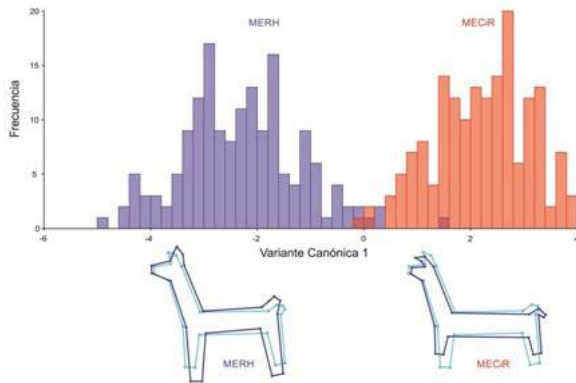 20
MERH
MECiR
15
10
5
0
Frecuencia
-6
-4
-2
0
2
4
Variante Canónica 1
MERH
MECiR